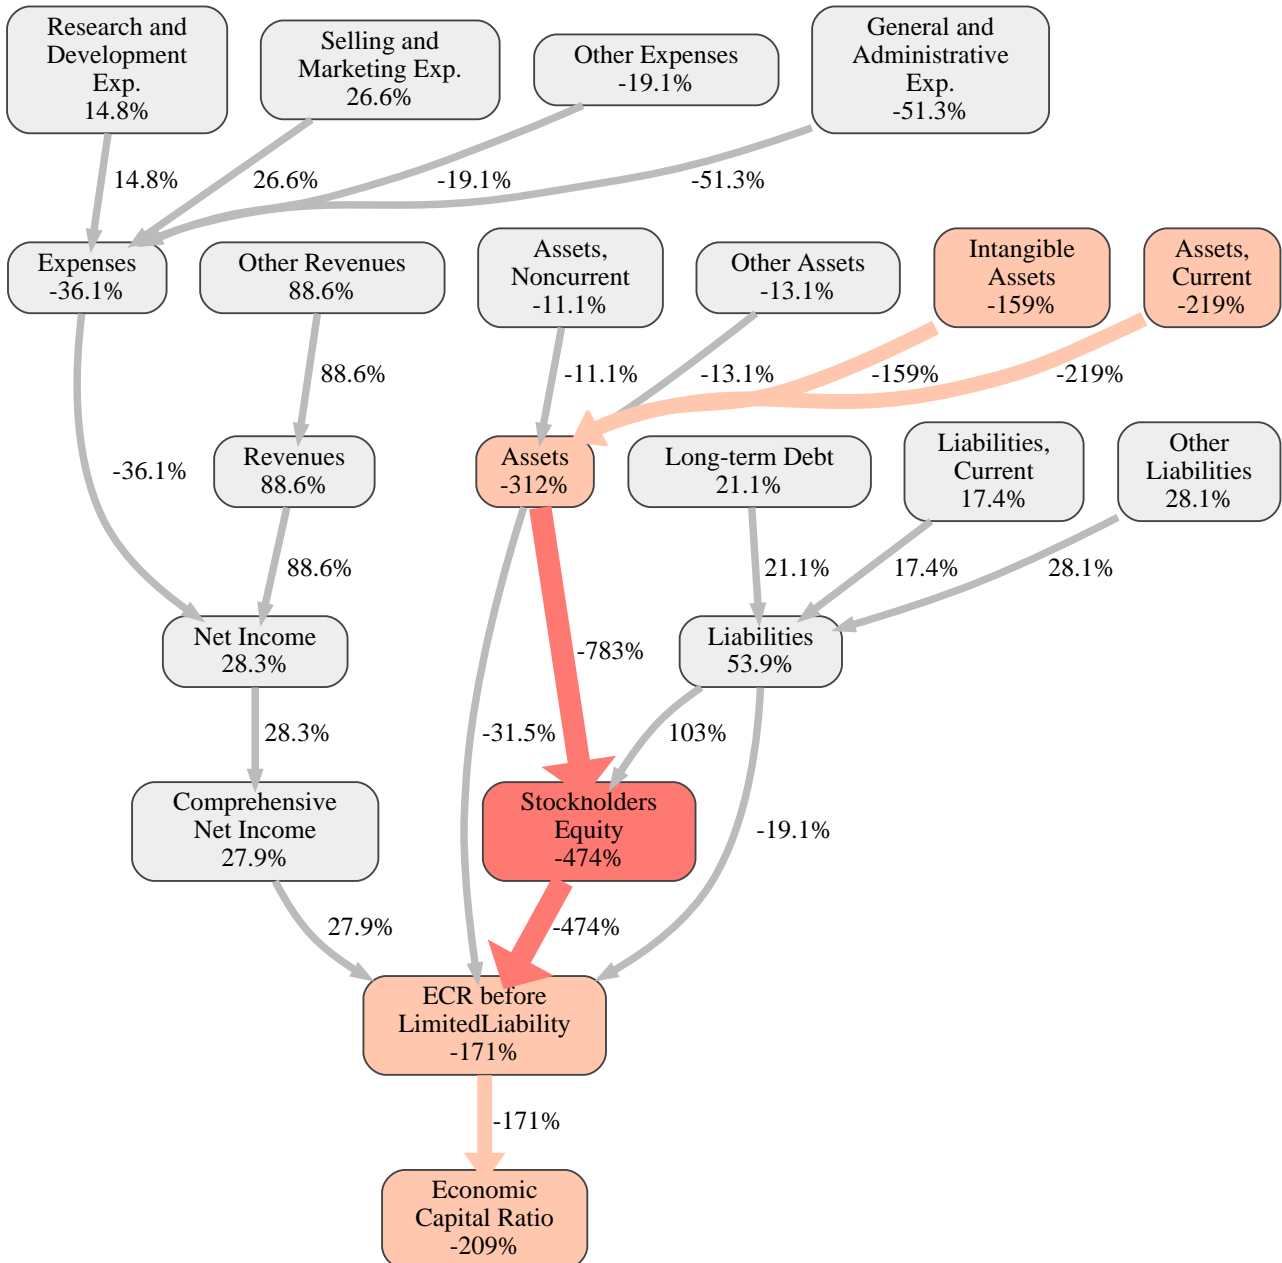 Research and
Development
Exp.
14.8%
Selling and
Marketing Exp.
26.6%
Other Expenses
-19.1%
General and
Administrative
Exp.
-51.3%
14.8%
26.6%
-19.1%
-51.3%
Expenses
-36.1%
Other Revenues
88.6%
Assets,
Noncurrent
-11.1%
Other Assets
-13.1%
Intangible
Assets
-159%
Assets,
Current
-219%
88.6%
-11.1%
-13.1%
-159%
-219%
-36.1%
Revenues
88.6%
Assets
-312%
Long-term Debt
21.1%
Liabilities,
Current
17.4%
Other
Liabilities
28.1%
88.6%
21.1%
17.4%
28.1%
Net Income
28.3%
-783%
Liabilities
53.9%
28.3%
-31.5%
103%
Comprehensive
Net Income
27.9%
Stockholders
Equity
-474%
-19.1%
27.9%
-474%
ECR before
LimitedLiability
-171%
-171%
Economic
Capital Ratio
-209%